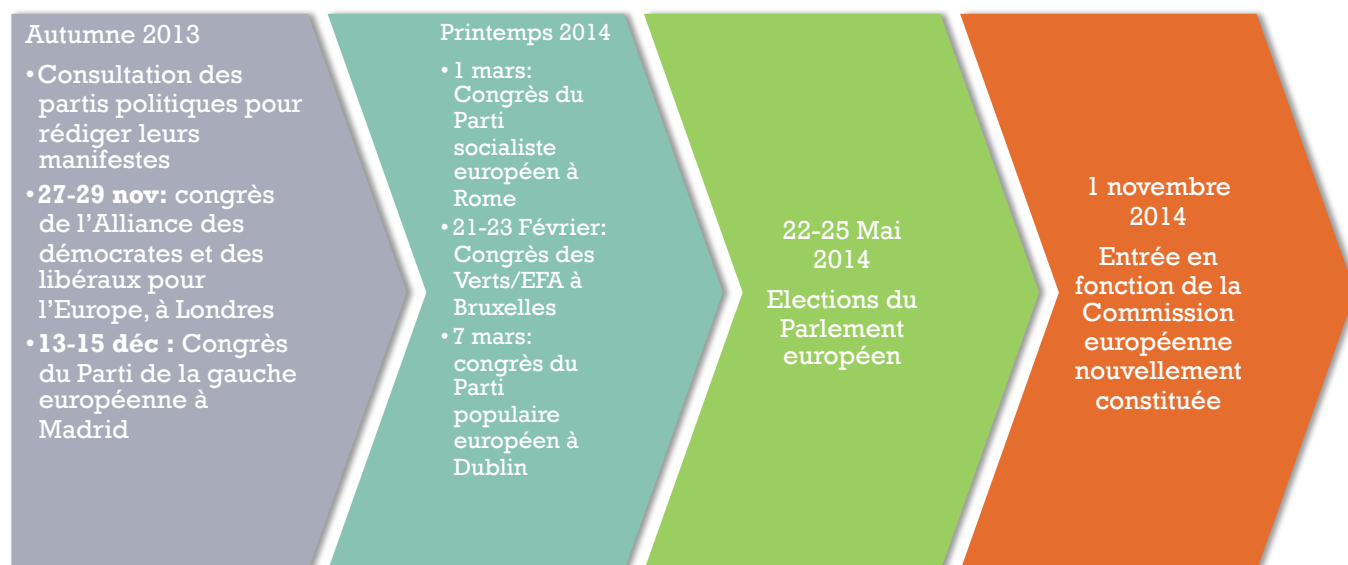 Autumne 2013
•Consultation des
partis politiques pour
rédiger leurs
manifestes
•27-29 nov: congrès
de l’Alliance des
démocrates et des
libéraux pour
l’Europe, à Londres
•13-15 déc : Congrès
du Parti de la gauche
européenne à
Madrid
Printemps 2014
•1 mars:
Congrès du
Parti
socialiste
européen à
Rome
•21-23 Février:
Congrès des
Verts/EFA à
Bruxelles
•7 mars:
congrès du
Parti
populaire
européen à
Dublin
22-25 Mai
2014
Elections du
Parlement
européen
1 novembre
2014
Entrée en
fonction de la
Commission
européenne
nouvellement
constituée